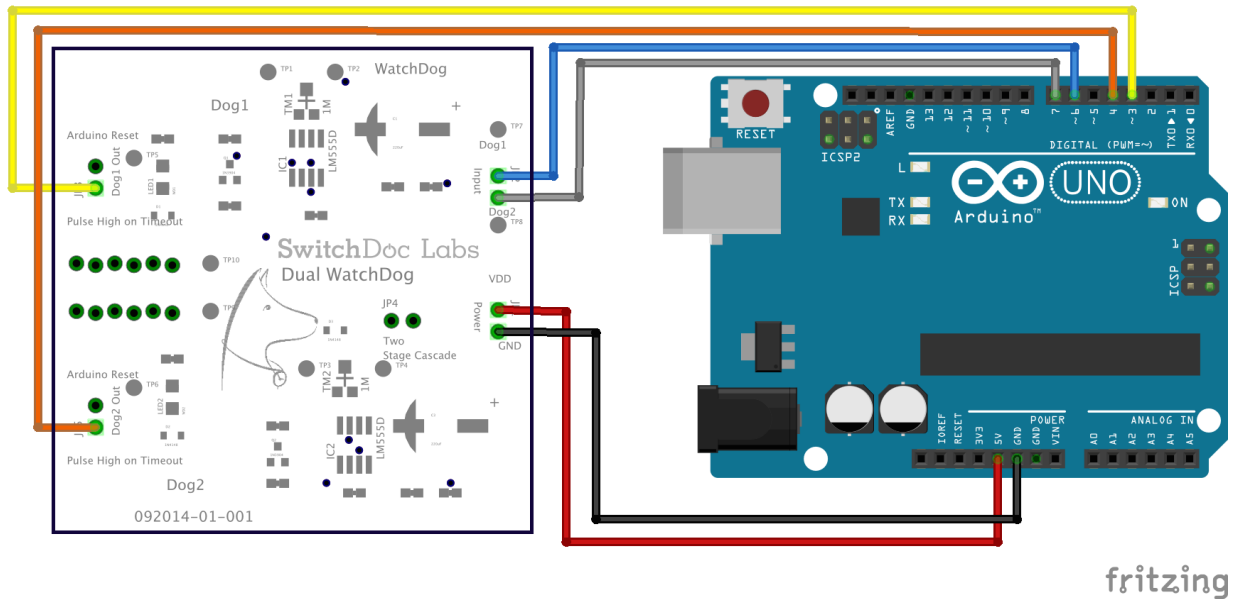 TP1
TP2
WatchDog
Dog1
TM1
1M
+
TP7
Dog1
Arduino Reset
Dog1 Out
TP5
LED1
IC1
LM555D
Input
Dog2
TP8
Pulse High on Timeout
SwitchDoc Labs
Dual WatchDog
TP10
VDD
JP4
Power
GND
Two
Stage Cascade
TP3
TP4
TM2
1M
Arduino Reset
Dog2 Out
TP6
LED2
+
IC2
LM555D
Pulse High on Timeout
Dog2
092014-01-001
RESET
ICSP2
AREF
GND
13
12
~11
~10
~9
8
7
~6
~5
4
~3
2
TX0▶1
RX0◀0
DIGITAL (PWM=~)
L
TX
RX
Arduino™
UNO
ON
1
ICSP
POWER
ANALOG IN
IOREF
RESET
3V3
5V
GND
GND
VIN
A0
A1
A2
A3
A4
A5
fritzing